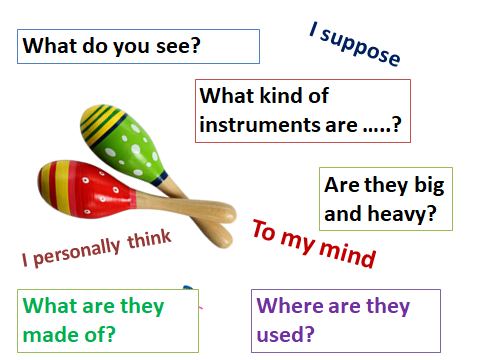 What do you see?
I suppose
What kind of
instruments are .....?
Are they big
and heavy?
I personally think
To my mind
What are they
made of?
Where are they
used?